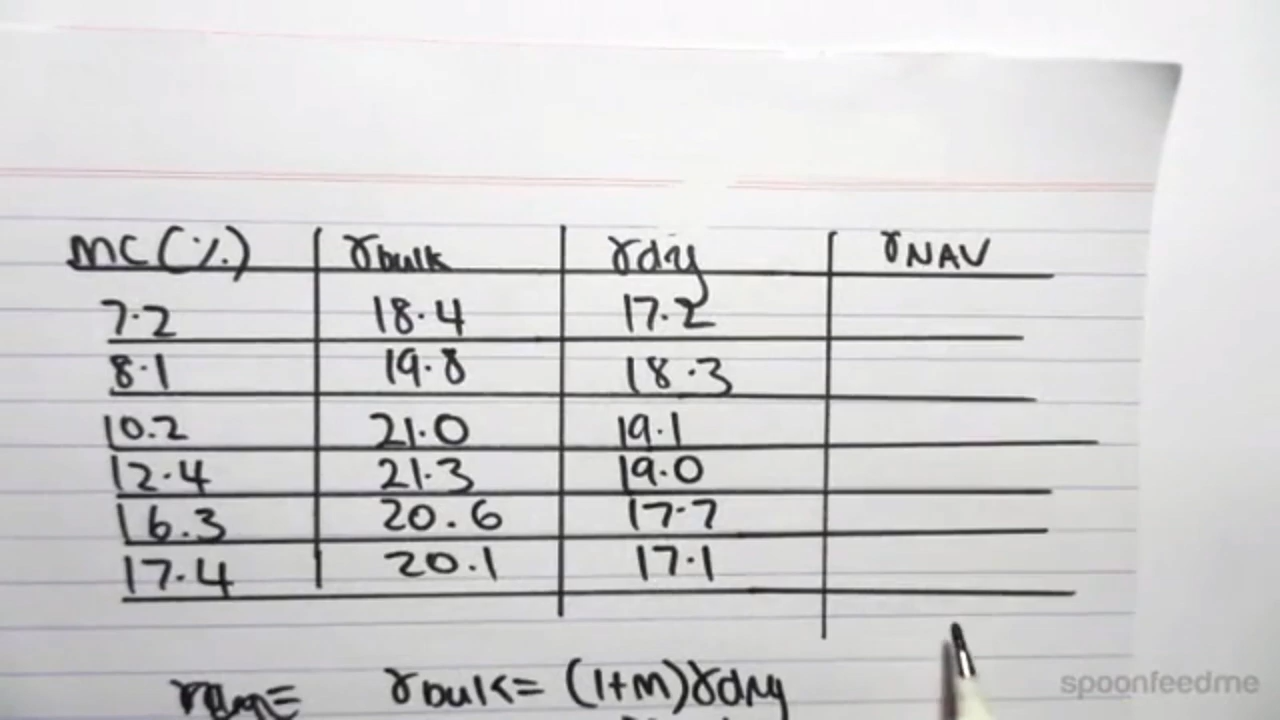 MC (%) γbulk γdry γNAV
7.2 18.4 17.2
8.1 19.8 18.3
10.2 21.0 19.1
12.4 21.3 19.0
16.3 20.6 17.7
17.4 20.1 17.1
γbulk= (1+M)γdry
spoonfeedme